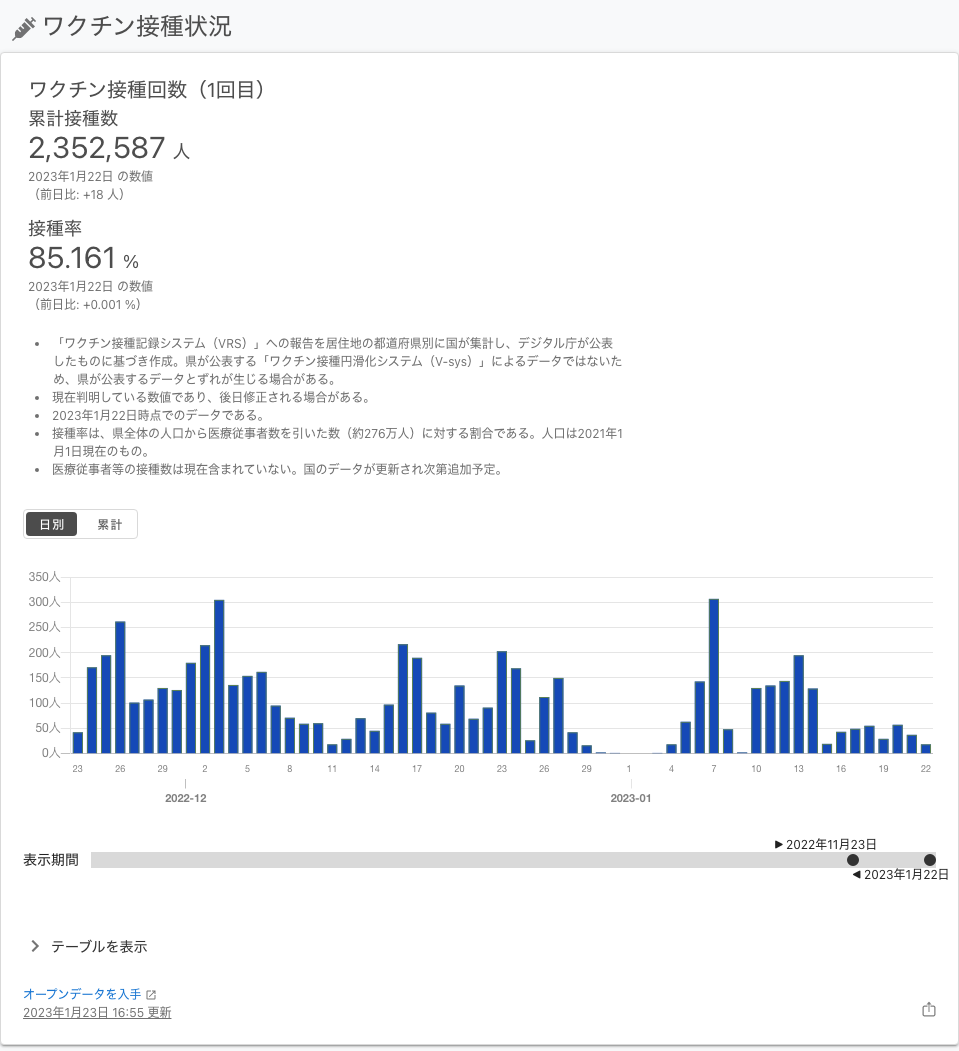 ワクチン接種状況
ワクチン接種回数（1回目）
累計接種数
2,352,587 人
2023年1月22日 の数値
（前日比: +18 人）
接種率
85.161 %
2023年1月22日 の数値
（前日比: +0.001 %）
• 「ワクチン接種記録システム（VRS）」への報告を居住地の都道府県別に国が集計し、デジタル庁が公表
したものに基づき作成。県が公表する「ワクチン接種円滑化システム（V-sys）」によるデータではないた
め、県が公表するデータとずれが生じる場合がある。
• 現在判明している数値であり、後日修正される場合がある。
• 2023年1月22日時点でのデータである。
• 接種率は、県全体の人口から医療従事者数を引いた数（約276万人）に対する割合である。人口は2021年1
月1日現在のもの。
• 医療従事者等の接種数は現在含まれていない。国のデータが更新され次第追加予定。
日別 累計
350人
300人
250人
200人
150人
100人
50人
0人
23 26 29 2 5 8 11 14 17 20 23 26 29 1 4 7 10 13 16 19 22
2022-12 2023-01
2022年11月23日
表示期間
2023年1月22日
テーブルを表示
オープンデータを入手
2023年1月23日 16:55 更新